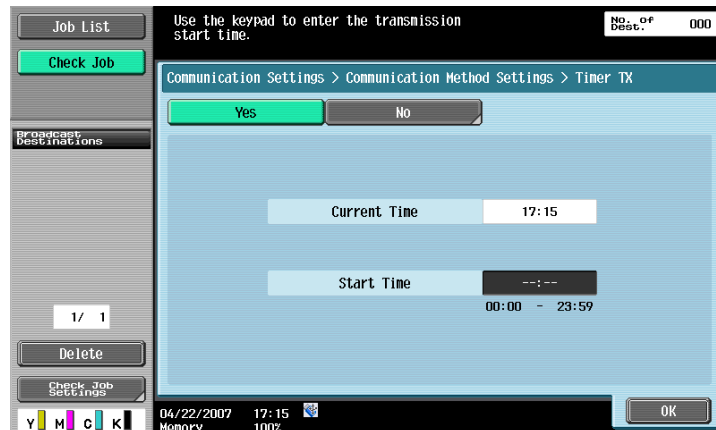 Job List
Check Job
Use the keypad to enter the transmission
start time.
No. of
Dest.
000
Communication Settings > Communication Method Settings > Timer TX
Yes
No
Broadcast
Destinations
Current Time
17:15
Start Time
--:--
00:00 - 23:59
1/ 1
Delete
Check Job
Settings
Y M C K
04/22/2007 17:15
Memory 100%
OK